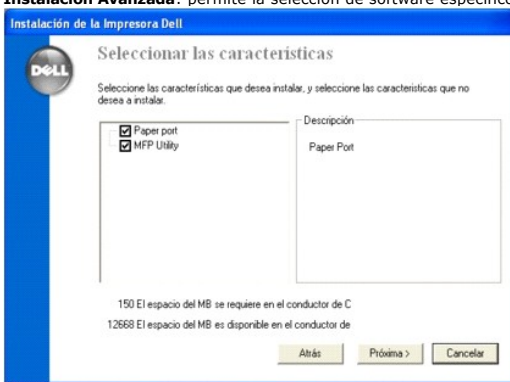 Instalación Avanzada: permite la selección de software específico
Instalación de la Impresora Dell
DELL
Seleccionar las características
Seleccione las características que desea instalar, y seleccione las caracteristicas que no
desea a instalar.
Descripción
Paper port
MFP Utility
Paper Port
150 El espacio del MB se requiere en el conductor de C
12668 El espacio del MB es disponible en el conductor de
Atrás
Próxima >
Cancelar